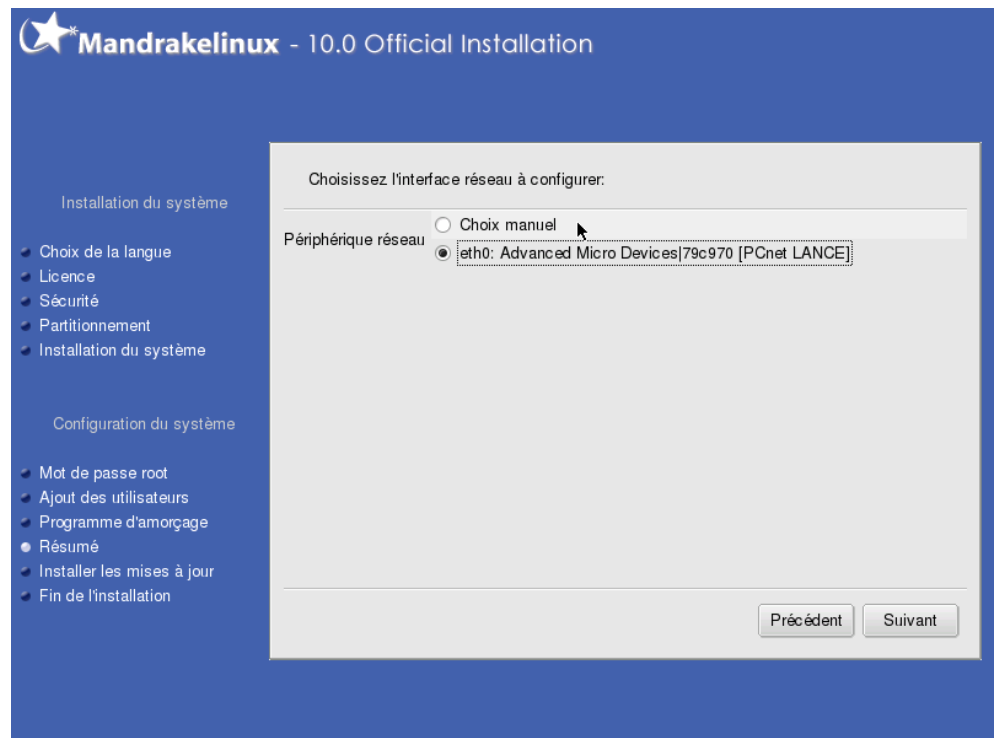 Mandrakelinux - 10.0 Official Installation
Installation du système
Choix de la langue
Licence
Sécurité
Partitionnement
Installation du système
Configuration du système
Mot de passe root
Ajout des utilisateurs
Programme d'amorçage
Résumé
Installer les mises à jour
Fin de l'installation
Choisissez l'interface réseau à configurer:
Périphérique réseau
Choix manuel
eth0: Advanced Micro Devices|79c970 [PCnet LANCE]
Précédent
Suivant